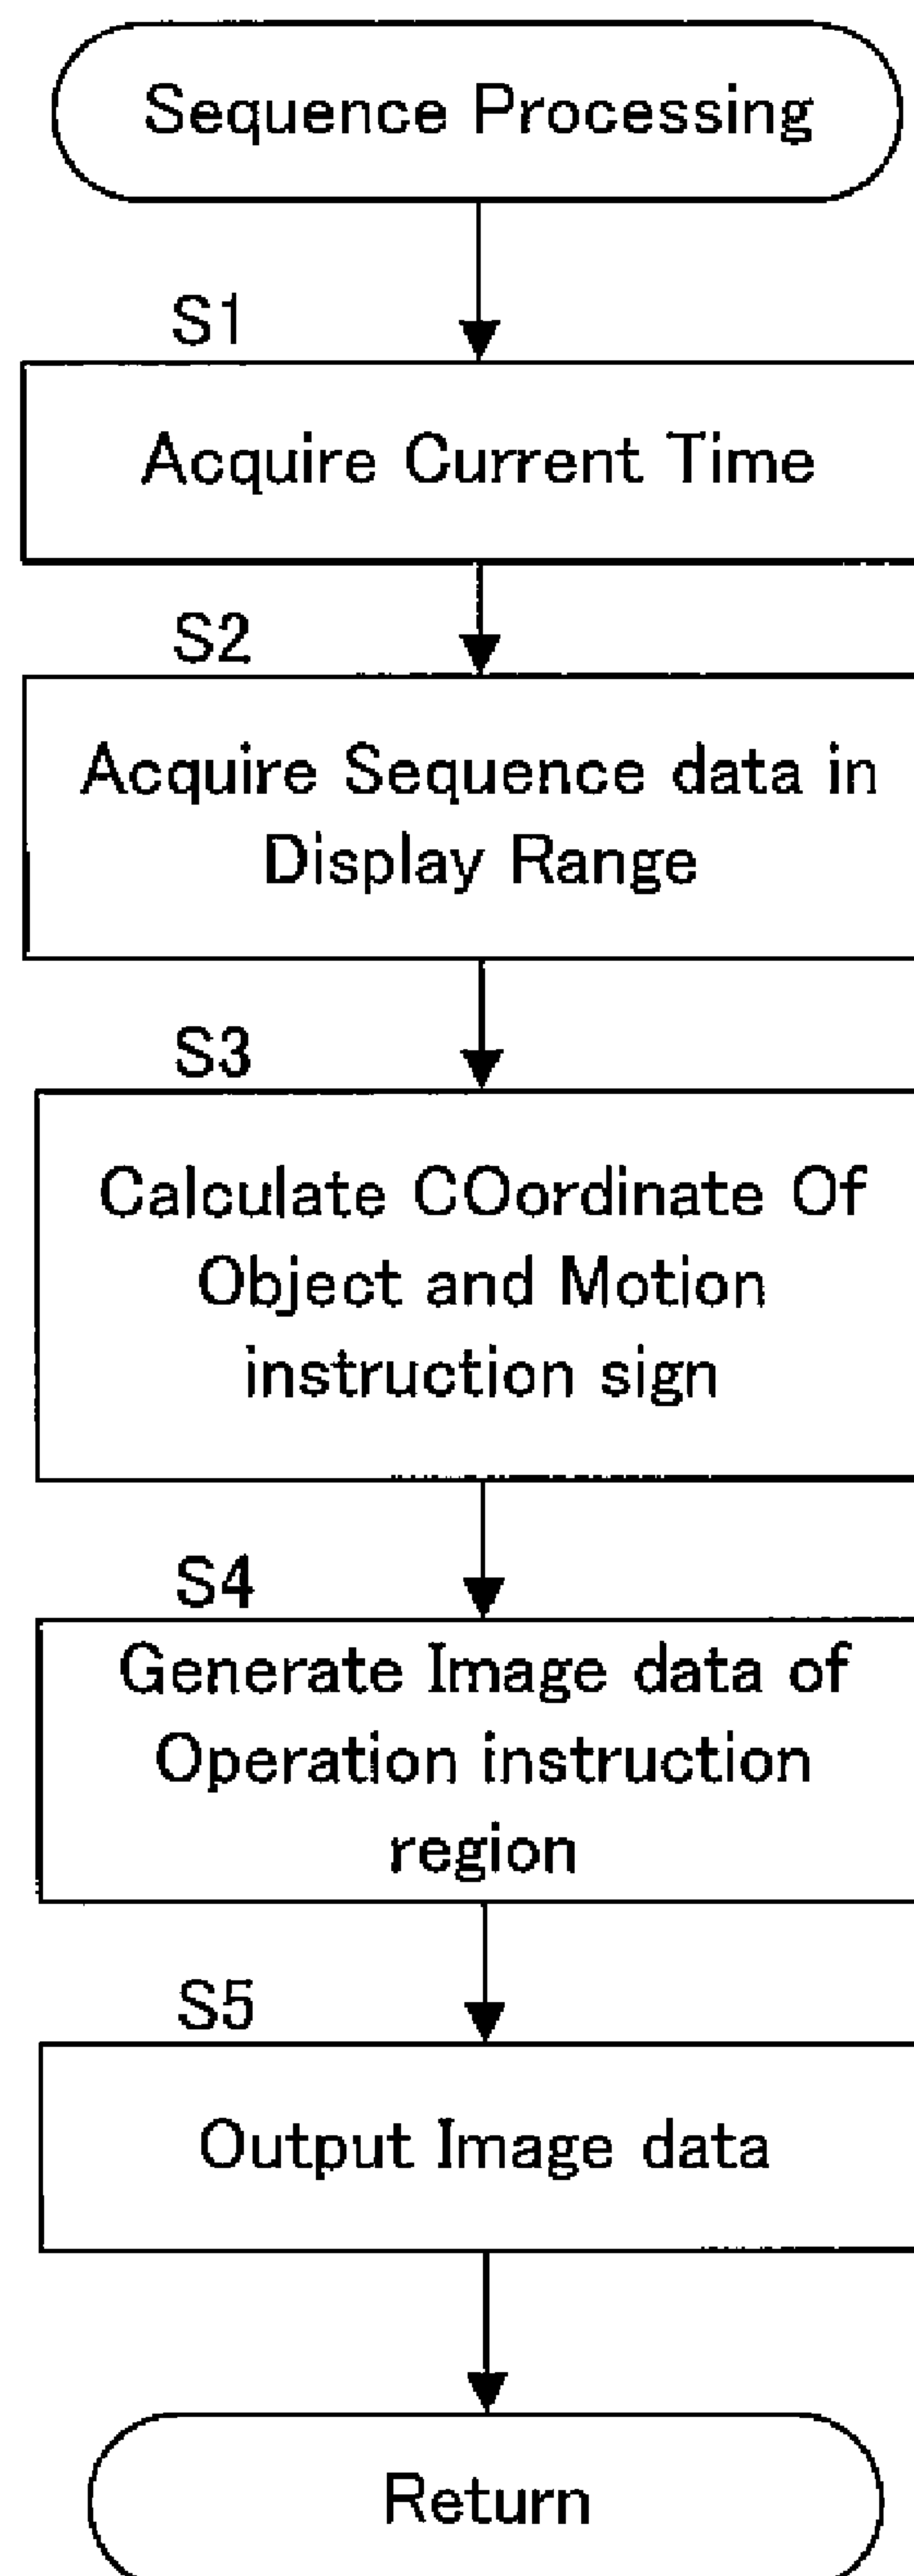 Sequence Processing
S1
Acquire Current Time
S2
Acquire Sequence data in
Display Range
S3
Calculate COordinate Of
Object and Motion
instruction sign
S4
Generate Image data of
Operation instruction
region
S5
Output Image data
Return